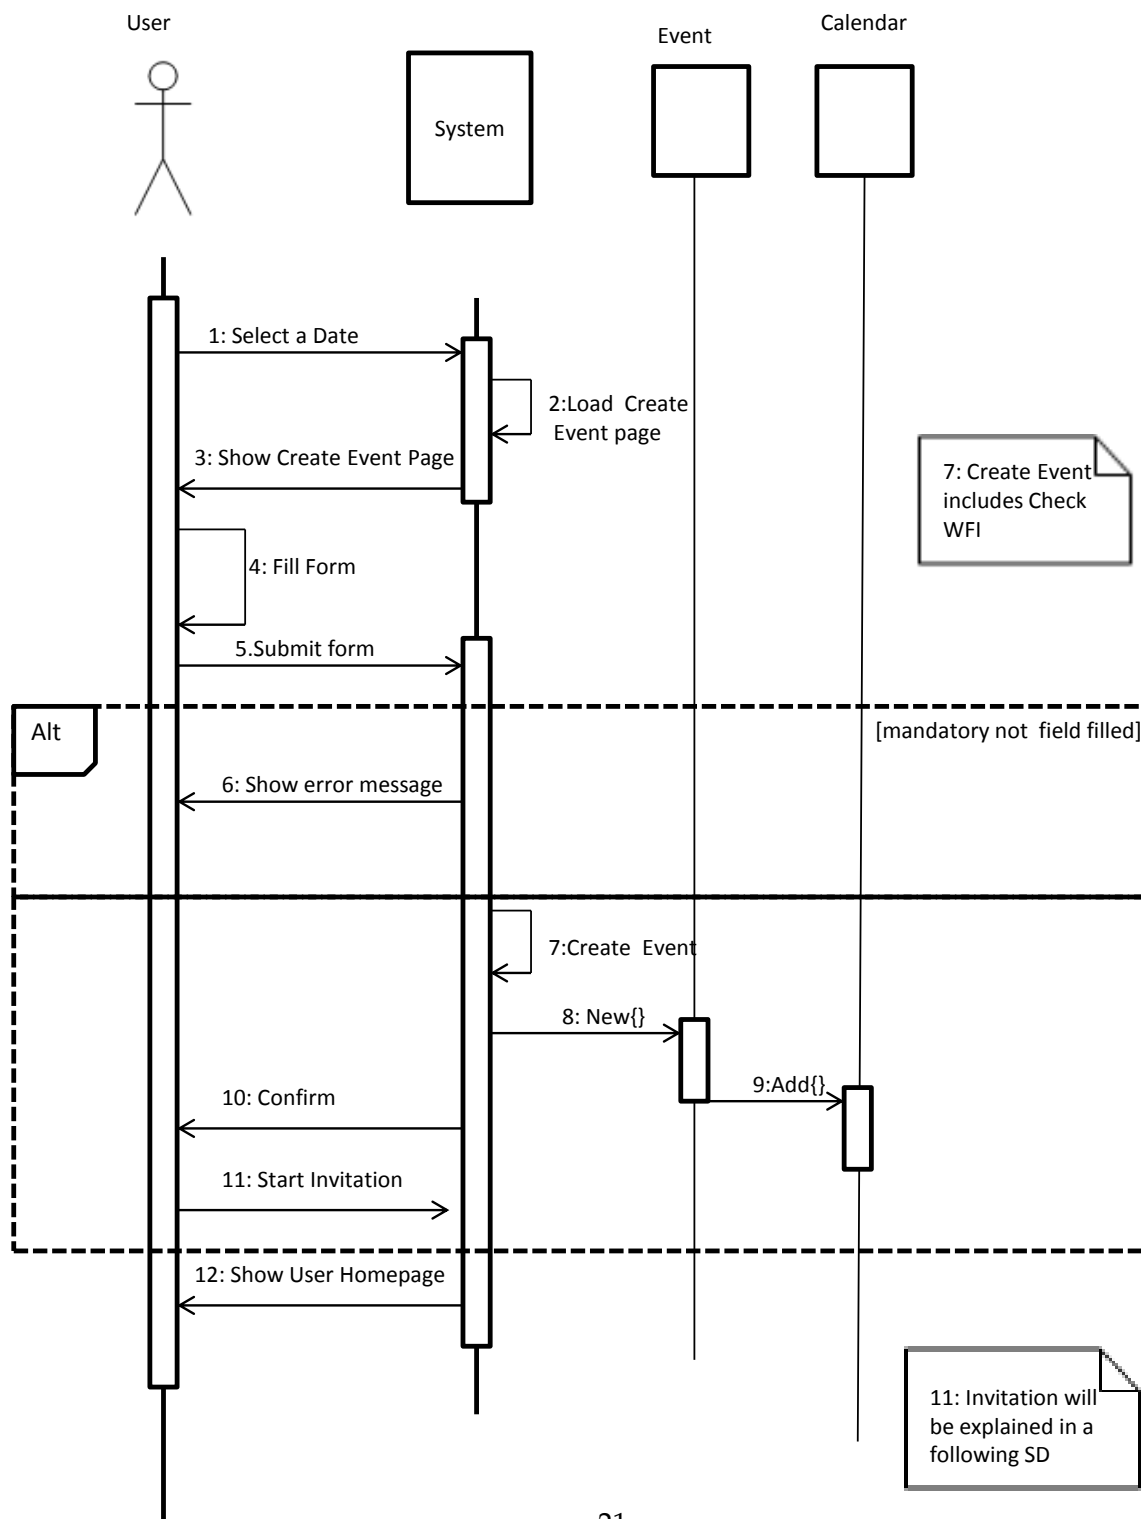 User
Event
Calendar
System
1: Select a Date
2:Load  Create
Event page
3: Show Create Event Page
7: Create Event
includes Check
WFI
4: Fill Form
5.Submit form
Alt
[mandatory not  field filled]
6: Show error message
7:Create  Event
8: New{}
9:Add{}
10: Confirm
11: Start Invitation
12: Show User Homepage
11: Invitation will
be explained in a
following SD
21